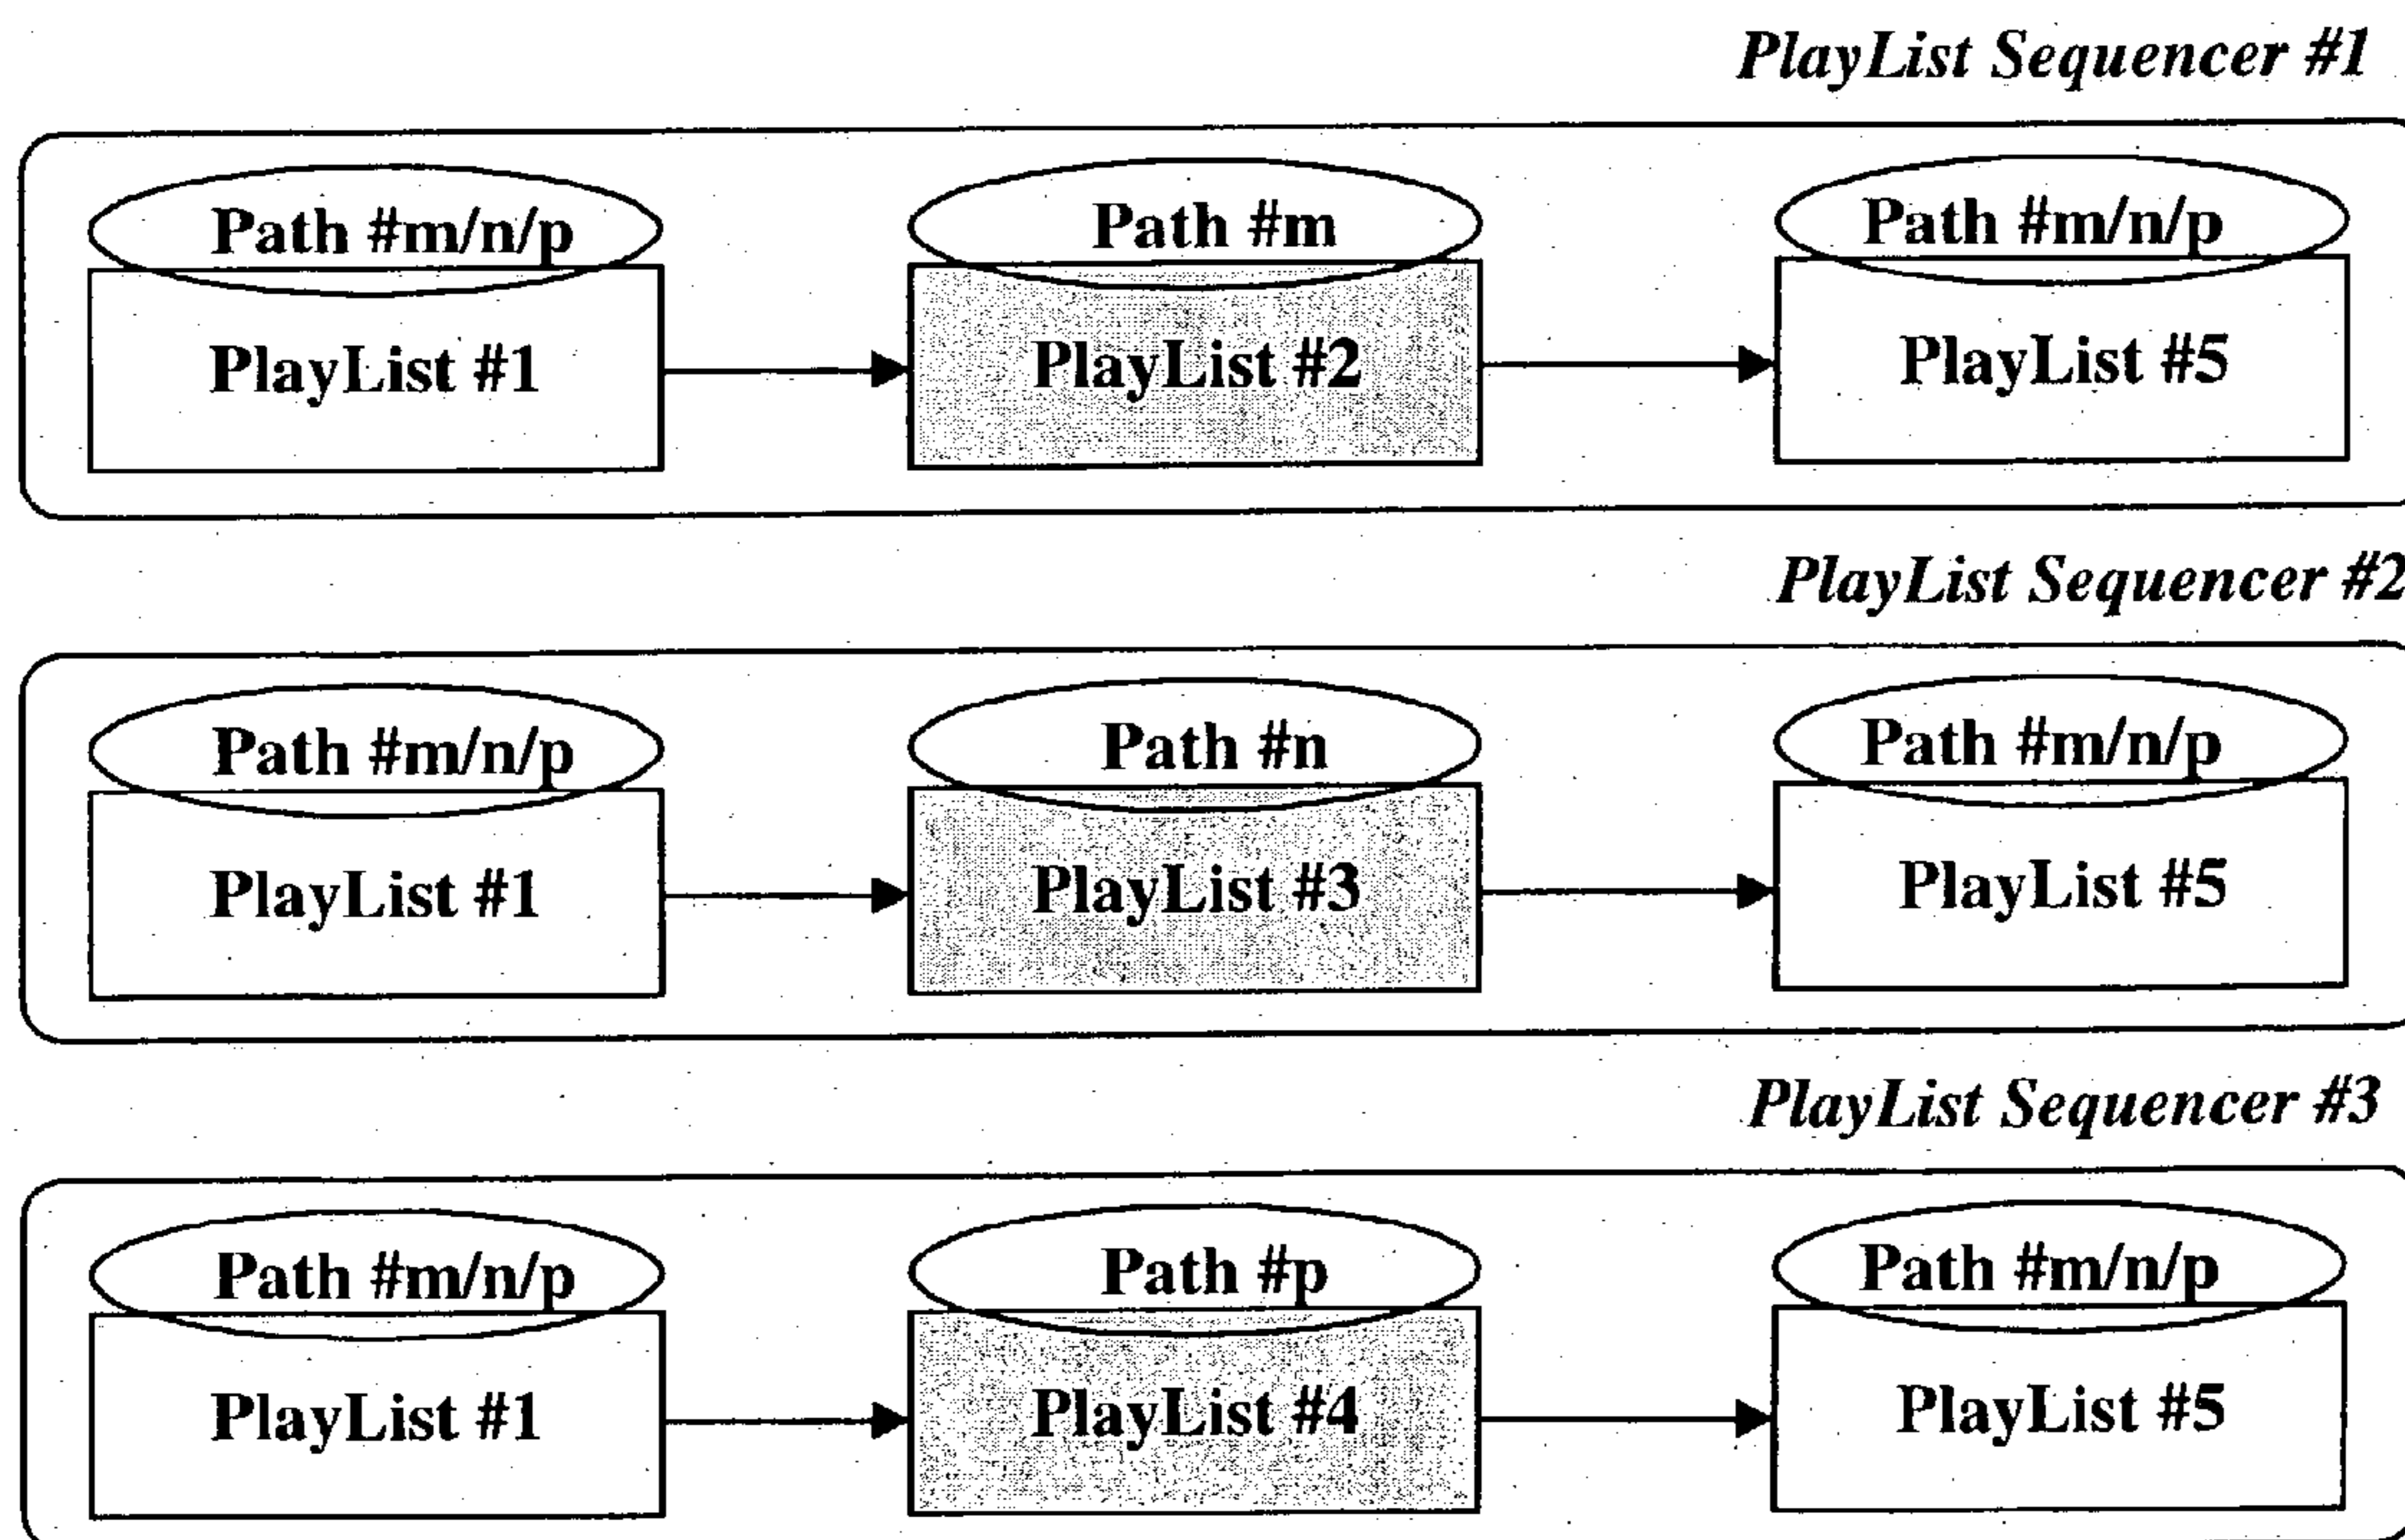 PlayList Sequencer #1
Path #m/n/p
Path #m
Path #m/n/p
PlayList #1
PlayList #2
PlayList #5
PlayList Sequencer #2
Path #m/n/p
Path #n
Path #m/n/p
PlayList #1
PlayList #3
PlayList #5
PlayList Sequencer #3
Path #m/n/p
Path #p
Path #m/n/p
PlayList #1
PlayList #4
PlayList #5